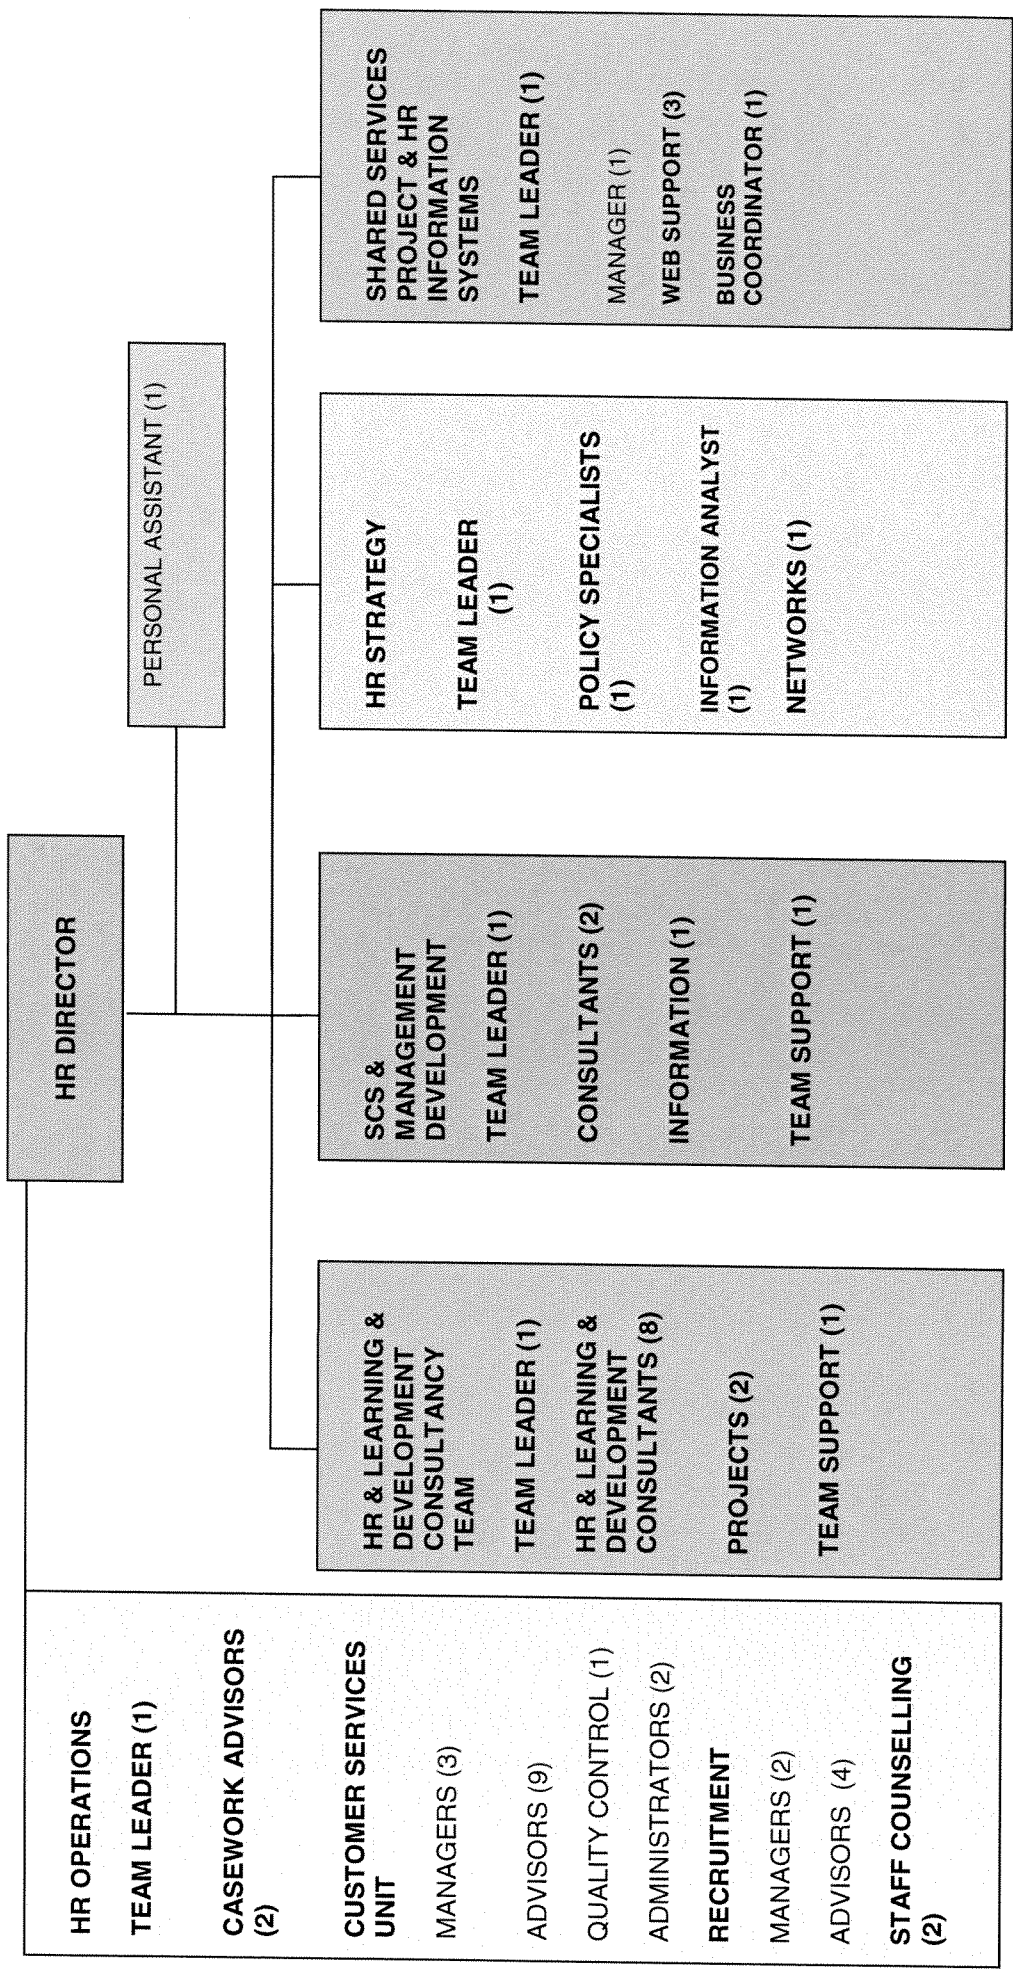 HR DIRECTOR
PERSONAL ASSISTANT (1)
HR OPERATIONS
TEAM LEADER (1)
CASEWORK ADVISORS
(2)
CUSTOMER SERVICES
UNIT
MANAGERS (3)
ADVISORS (9)
QUALITY CONTROL (1)
ADMINISTRATORS (2)
RECRUITMENT
MANAGERS (2)
ADVISORS (4)
STAFF COUNSELLING
(2)
HR & LEARNING &
DEVELOPMENT
CONSULTANCY
TEAM
TEAM LEADER (1)
HR & LEARNING &
DEVELOPMENT
CONSULTANTS (8)
PROJECTS (2)
TEAM SUPPORT (1)
SCS &
MANAGEMENT
DEVELOPMENT
TEAM LEADER (1)
CONSULTANTS (2)
INFORMATION (1)
TEAM SUPPORT (1)
HR STRATEGY
TEAM LEADER
(1)
POLICY SPECIALISTS
(1)
INFORMATION ANALYST
(1)
NETWORKS (1)
SHARED SERVICES
PROJECT & HR
INFORMATION
SYSTEMS
TEAM LEADER (1)
MANAGER (1)
WEB SUPPORT (3)
BUSINESS
COORDINATOR (1)